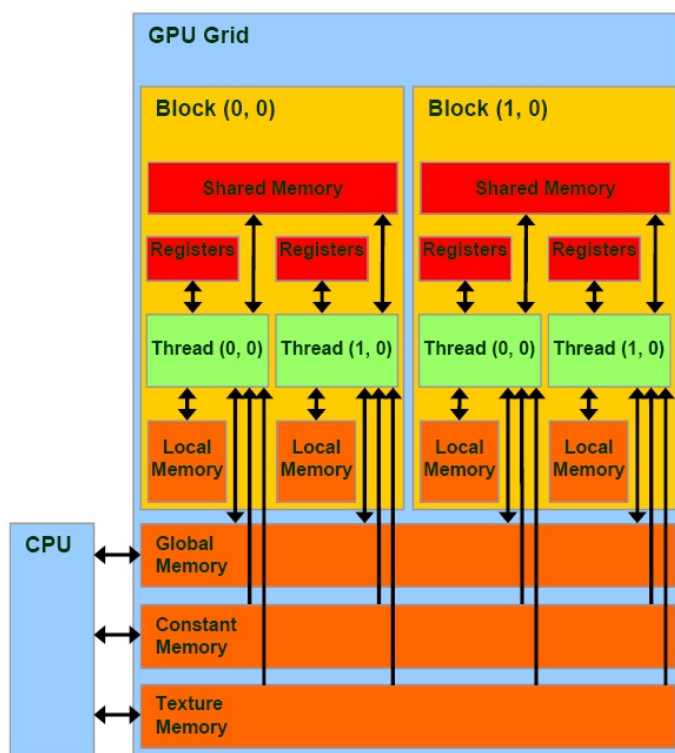 GPU Grid
Block (0, 0)
Block (1, 0)
Shared Memory
Shared Memory
Registers
Registers
Registers
Registers
Thread (0, 0)
Thread (1, 0)
Thread (0, 0)
Thread (1, 0)
Local
Memory
Local
Memory
Local
Memory
Local
Memory
CPU
Global
Memory
Constant
Memory
Texture
Memory